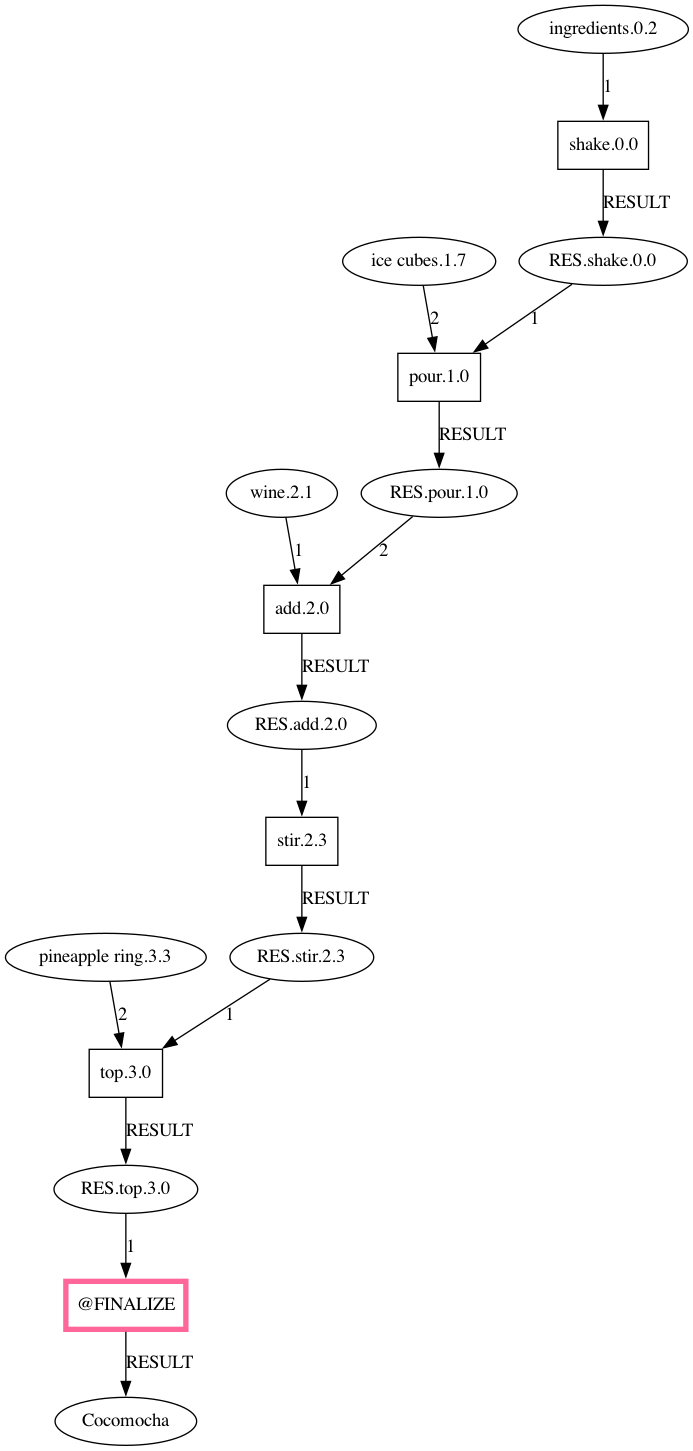 ingredients.0.2
1
shake.0.0
RESULT
ice cubes.1.7
RES.shake.0.0
2
1
pour.1.0
RESULT
wine.2.1
RES.pour.1.0
1
2
add.2.0
RESULT
RES.add.2.0
1
stir.2.3
RESULT
pineapple ring.3.3
RES.stir.2.3
2
1
top.3.0
RESULT
RES.top.3.0
1
@FINALIZE
RESULT
Cocomocha